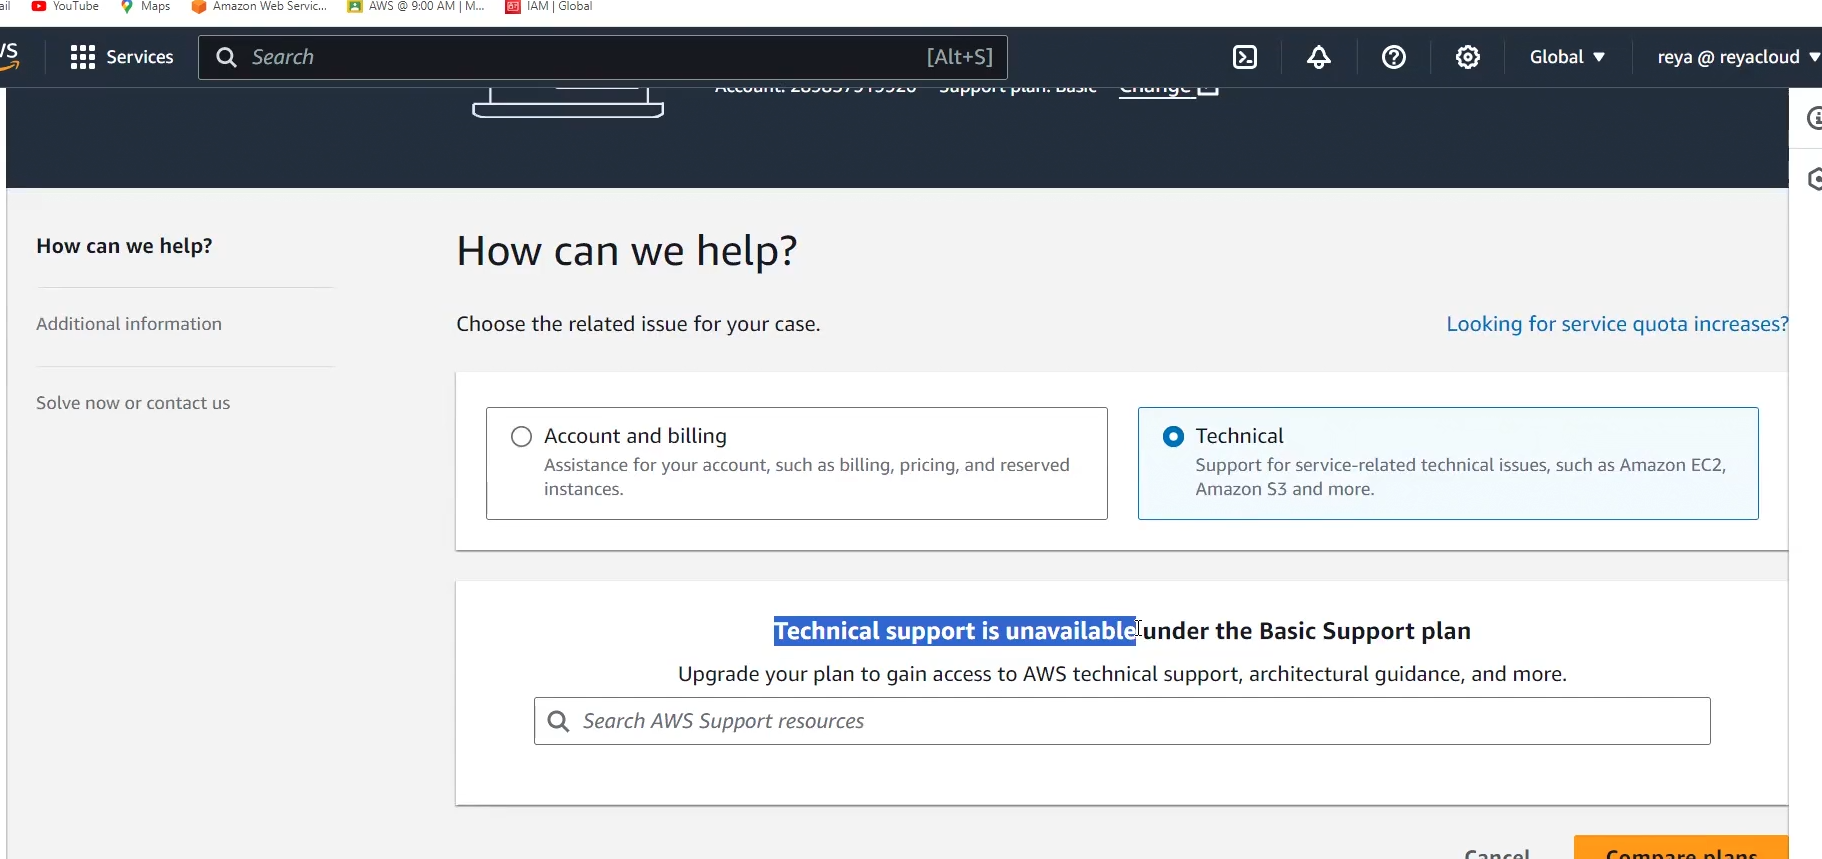 YouTube Maps Amazon Web Servic... AWS @ 9:00 AM | M... IAM | Global
Services Search [Alt+S] Global reya @ reyacloud
Support plan: Basic Change
How can we help?
Additional information
Solve now or contact us
How can we help?
Choose the related issue for your case. Looking for service quota increases?
Account and billing
Assistance for your account, such as billing, pricing, and reserved
instances.
Technical
Support for service-related technical issues, such as Amazon EC2,
Amazon S3 and more.
Technical support is unavailable under the Basic Support plan
Upgrade your plan to gain access to AWS technical support, architectural guidance, and more.
Search AWS Support resources
Cancel Compare plans